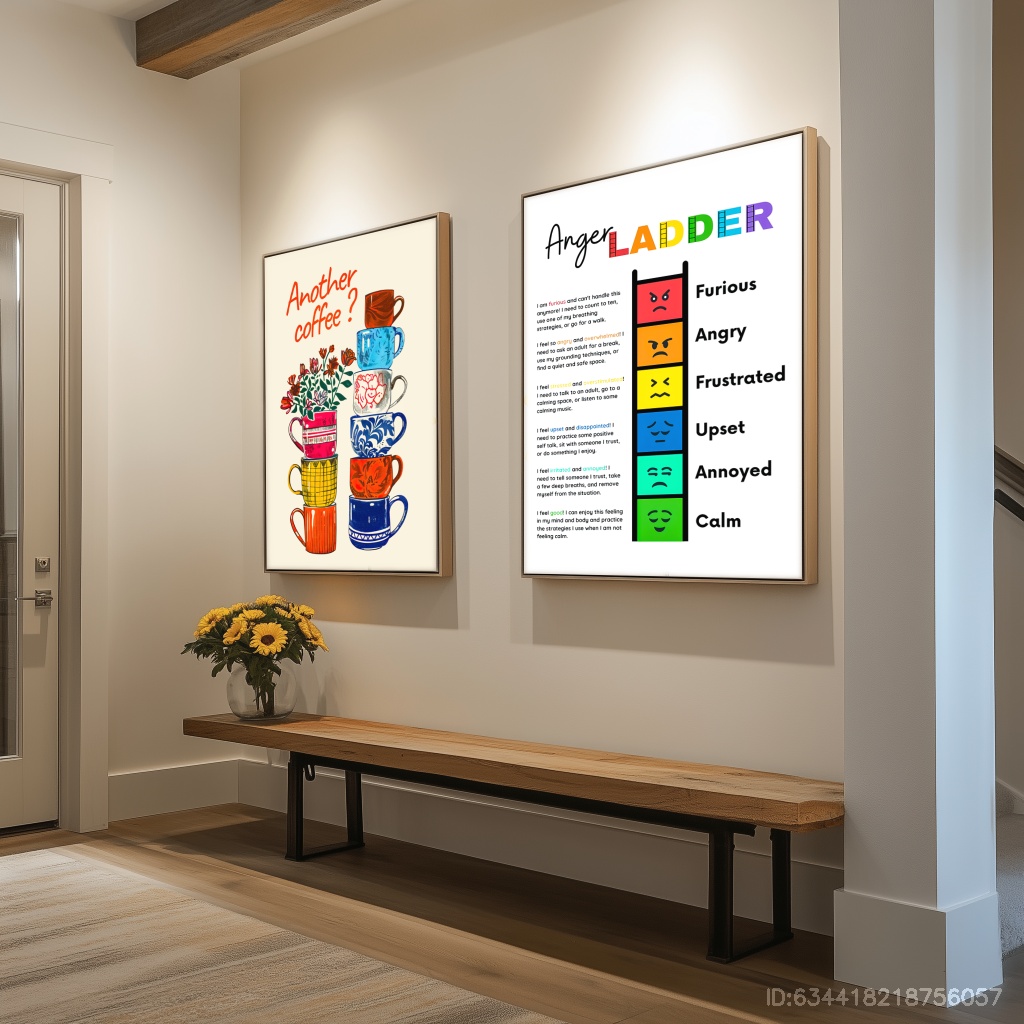 Another
coffee?
Anger LADDER
I am furious and can't handle this
anymore! I need to count to ten,
use one of my breathing
strategies, or go for a walk.
I feel so angry and overwhelmed! I
need to ask an adult for a break,
use my grounding techniques, or
find a quiet and safe space.
I feel and !
I need to talk to an adult, go to a
calming space, or listen to some
calming music.
I feel upset and disappointed! I
need to practice some positive
self talk, sit with someone I trust,
or do something I enjoy.
I feel irritated and annoyed! I
need to tell someone I trust, take
a few deep breaths, and remove
myself from the situation.
I feel good! I can enjoy this feeling
in my mind and body and practice
the strategies I use when I am not
feeling calm.
Furious
Angry
Frustrated
Upset
Annoyed
Calm
ID:634418218756057